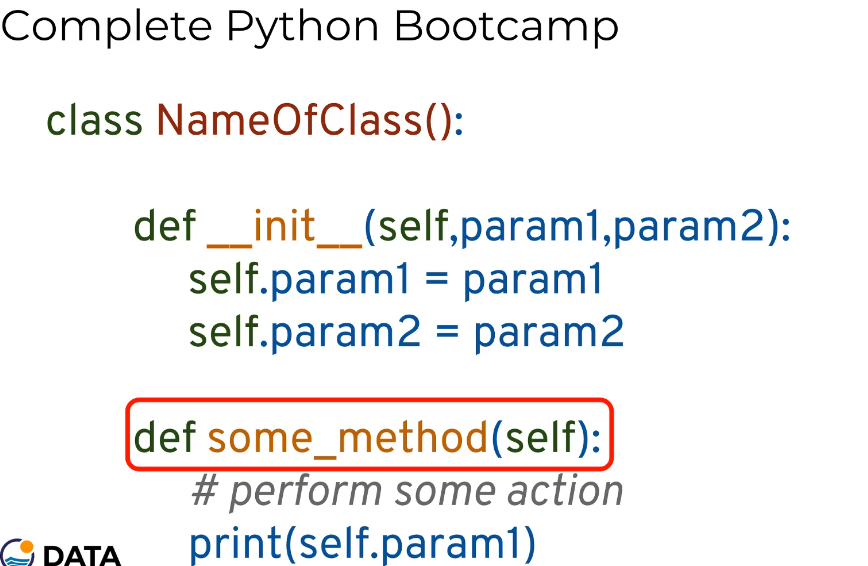 Complete Python Bootcamp
class NameOfClass():
def __init__(self,param1,param2):
self.param1 = param1
self.param2 = param2
def some_method(self):
# perform some action
print(self.param1)
DATA